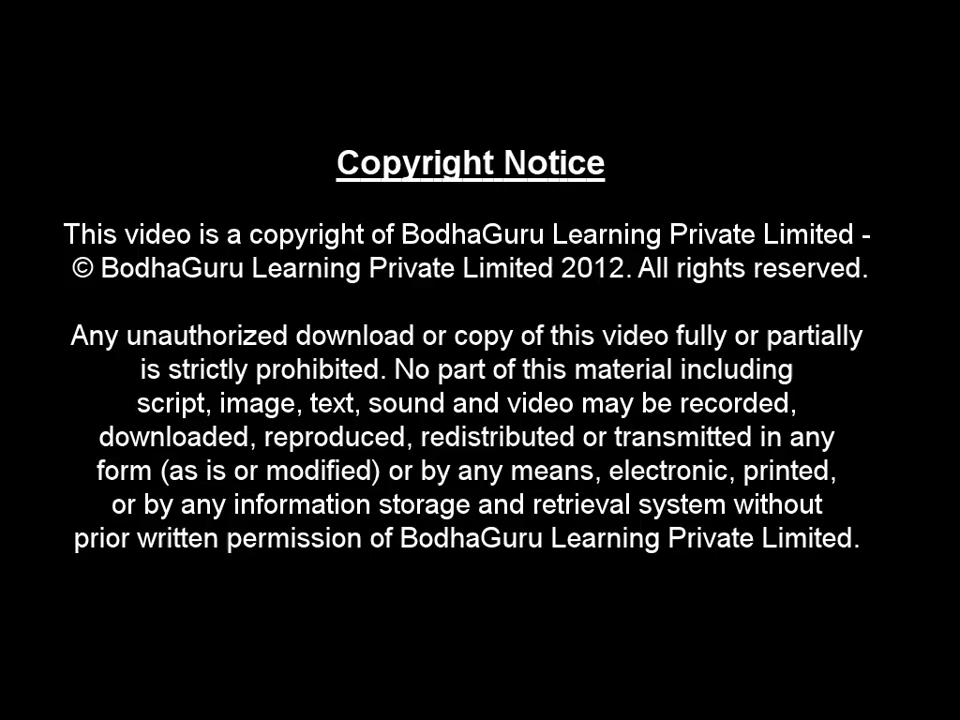 Copyright Notice
This video is a copyright of BodhaGuru Learning Private Limited -
© BodhaGuru Learning Private Limited 2012. All rights reserved.
Any unauthorized download or copy of this video fully or partially
is strictly prohibited. No part of this material including
script, image, text, sound and video may be recorded,
downloaded, reproduced, redistributed or transmitted in any
form (as is or modified) or by any means, electronic, printed,
or by any information storage and retrieval system without
prior written permission of BodhaGuru Learning Private Limited.